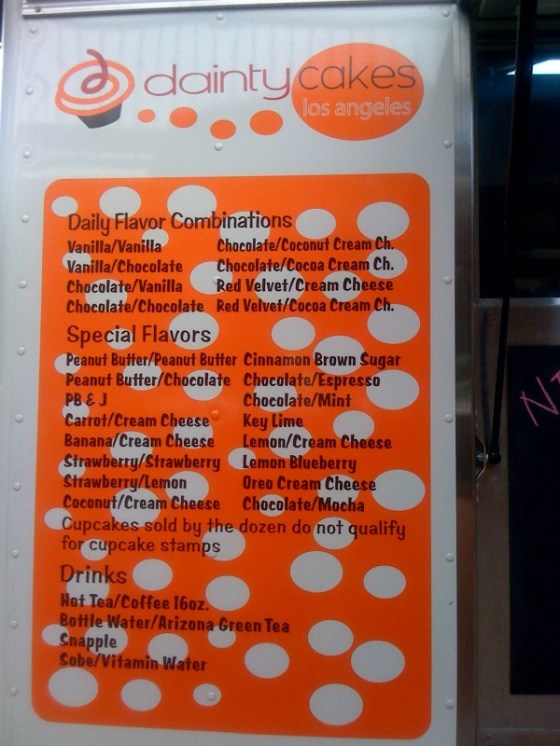 dainty cakes
los angeles
Daily Flavor Combinations
Vanilla/Vanilla Chocolate/Coconut Cream Ch.
Vanilla/Chocolate Chocolate/Cocoa Cream Ch.
Chocolate/Vanilla Red Velvet/Cream Cheese
Chocolate/Chocolate Red Velvet/Cocoa Cream Ch.
Special Flavors
Peanut Butter/Peanut Butter Cinnamon Brown Sugar
Peanut Butter/Chocolate Chocolate/Espresso
PB & J Chocolate/Mint
Carrot/Cream Cheese Key Lime
Banana/Cream Cheese Lemon/Cream Cheese
Strawberry/Strawberry Lemon Blueberry
Strawberry/Lemon Oreo Cream Cheese
Coconut/Cream Cheese Chocolate/Mocha
Cupcakes sold by the dozen do not qualify
for cupcake stamps
Drinks
Hot Tea/Coffee 16oz.
Bottle Water/Arizona Green Tea
Snapple
Sobe/Vitamin Water